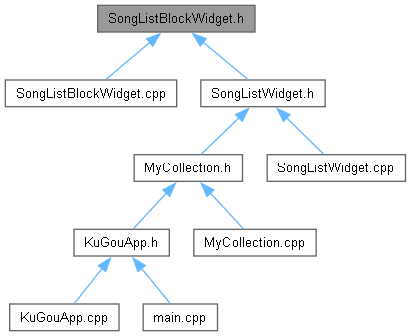 SongListBlockWidget.h
SongListBlockWidget.cpp
SongListWidget.h
MyCollection.h
SongListWidget.cpp
KuGouApp.h
MyCollection.cpp
KuGouApp.cpp
main.cpp